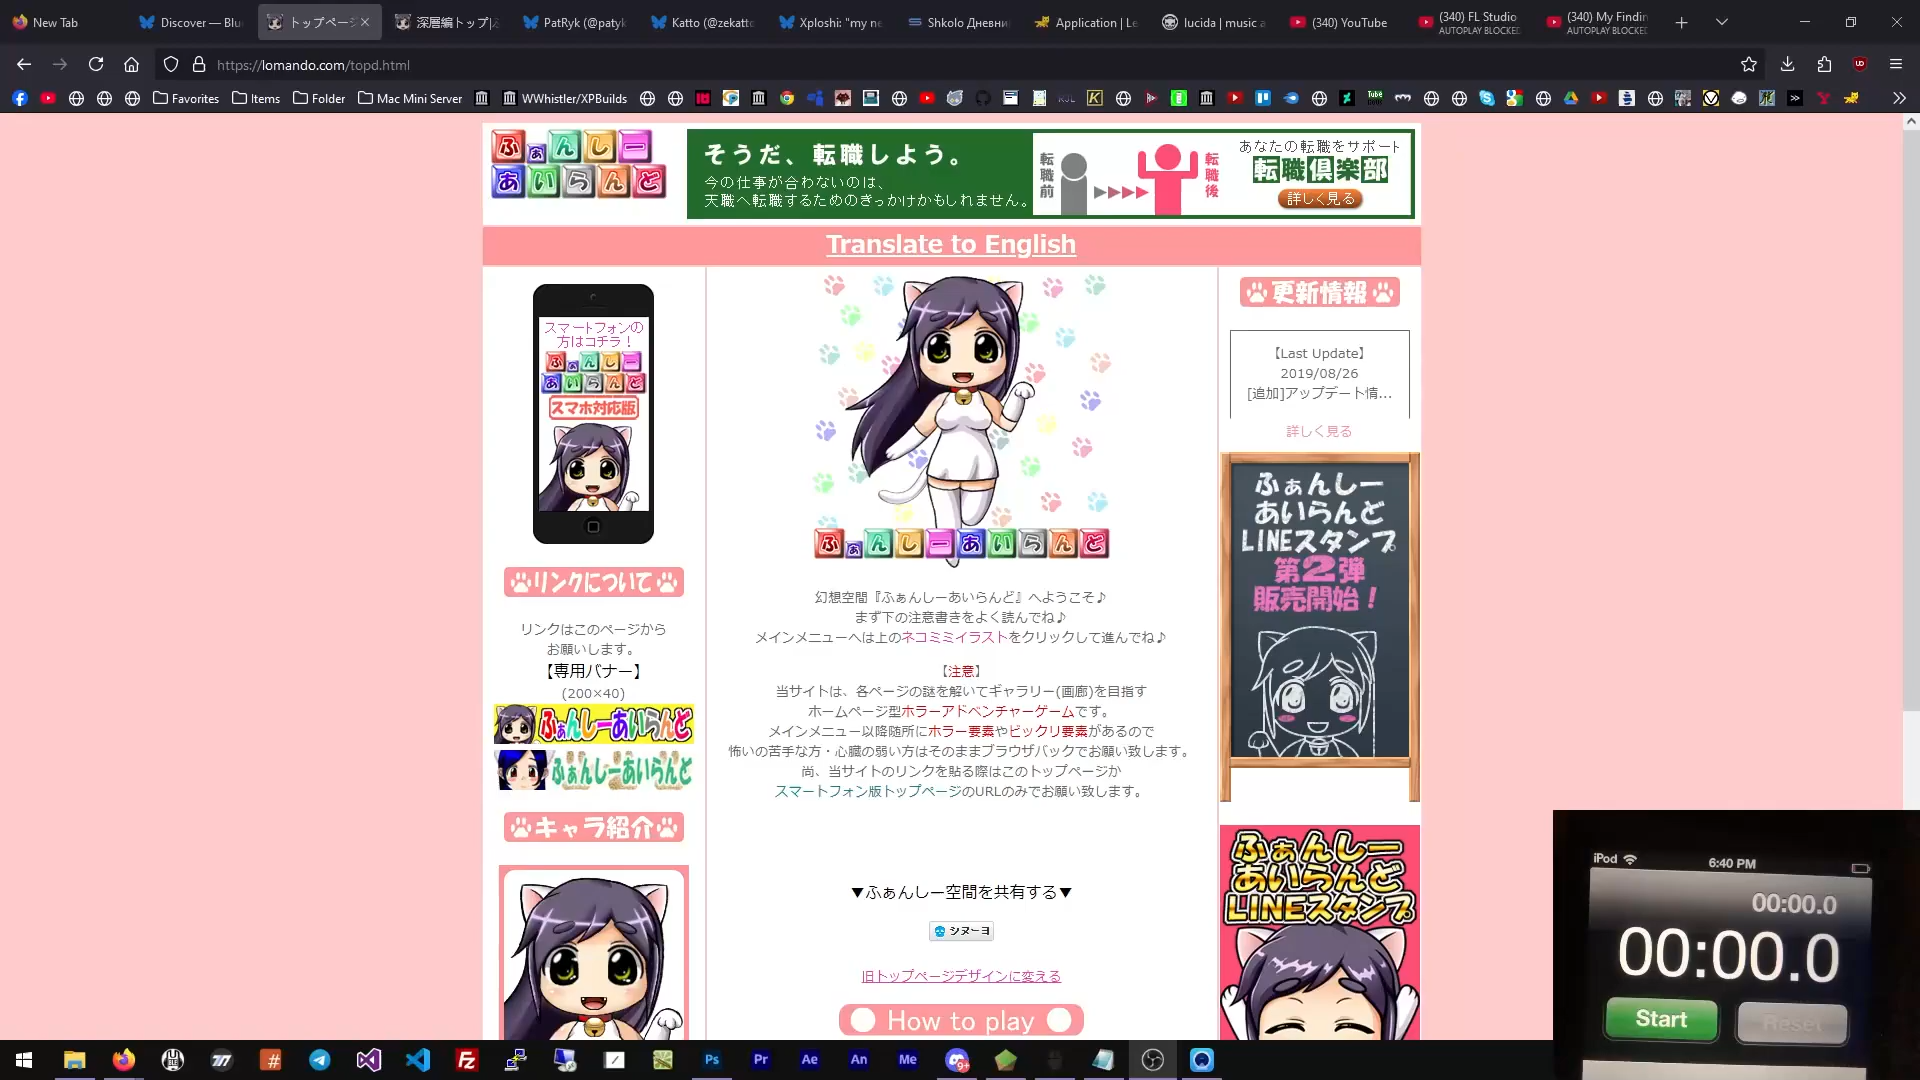 New Tab
Discover — Blu
トップページ
深層編トップ|ふ
PatRyk (@patyk
Katto (@zekatto
Xploshi: "my ne
Shkolo Дневни
Application | Le
lucida | music a
(340) YouTube
(340) FL Studio
AUTOPLAY BLOCKED
(340) My Findin
AUTOPLAY BLOCKED
https://lomando.com/topd.html
Favorites
Items
Folder
Mac Mini Server
WWhistler/XPBuilds
ふぁんしー
あいらんど
そうだ、転職しよう。
今の仕事が合わないのは、
天職へ転職するためのきっかけかもしれません。
転職前
転職後
あなたの転職をサポート
転職倶楽部
詳しく見る
Translate to English
スマートフォンの
方はコチラ！
ふぁんしー
あいらんど
スマホ対応版
リンクについて
リンクはこのページから
お願いします。
【専用バナー】
(200×40)
ふぁんしーあいらんど
ふぁんしーあいらんど
キャラ紹介
ふぁんしーあいらんど
幻想空間『ふぁんしーあいらんど』へようこそ♪
まず下の注意書きをよく読んでね♪
メインメニューへは上のネコミミイラストをクリックして進んでね♪
【注意】
当サイトは、各ページの謎を解いてギャラリー(画廊)を目指す
ホームページ型ホラーアドベンチャーゲームです。
メインメニュー以降随所にホラー要素やビックリ要素があるので
怖いの苦手な方・心臓の弱い方はそのままブラウザバックでお願い致します。
尚、当サイトのリンクを貼る際はこのトップページか
スマートフォン版トップページのURLのみでお願い致します。
▼ふぁんしー空間を共有する▼
シヌーヨ
旧トップページデザインに変える
How to play
更新情報
【Last Update】
2019/08/26
[追加]アップデート情...
詳しく見る
ふぁんしー
あいらんど
LINEスタンプ
第2弾
販売開始！
ふぁんしー
あいらんど
LINEスタンプ
iPod
6:40 PM
00:00.0
00:00.0
Start
Reset
Ps
Pr
Ae
An
Me
9+